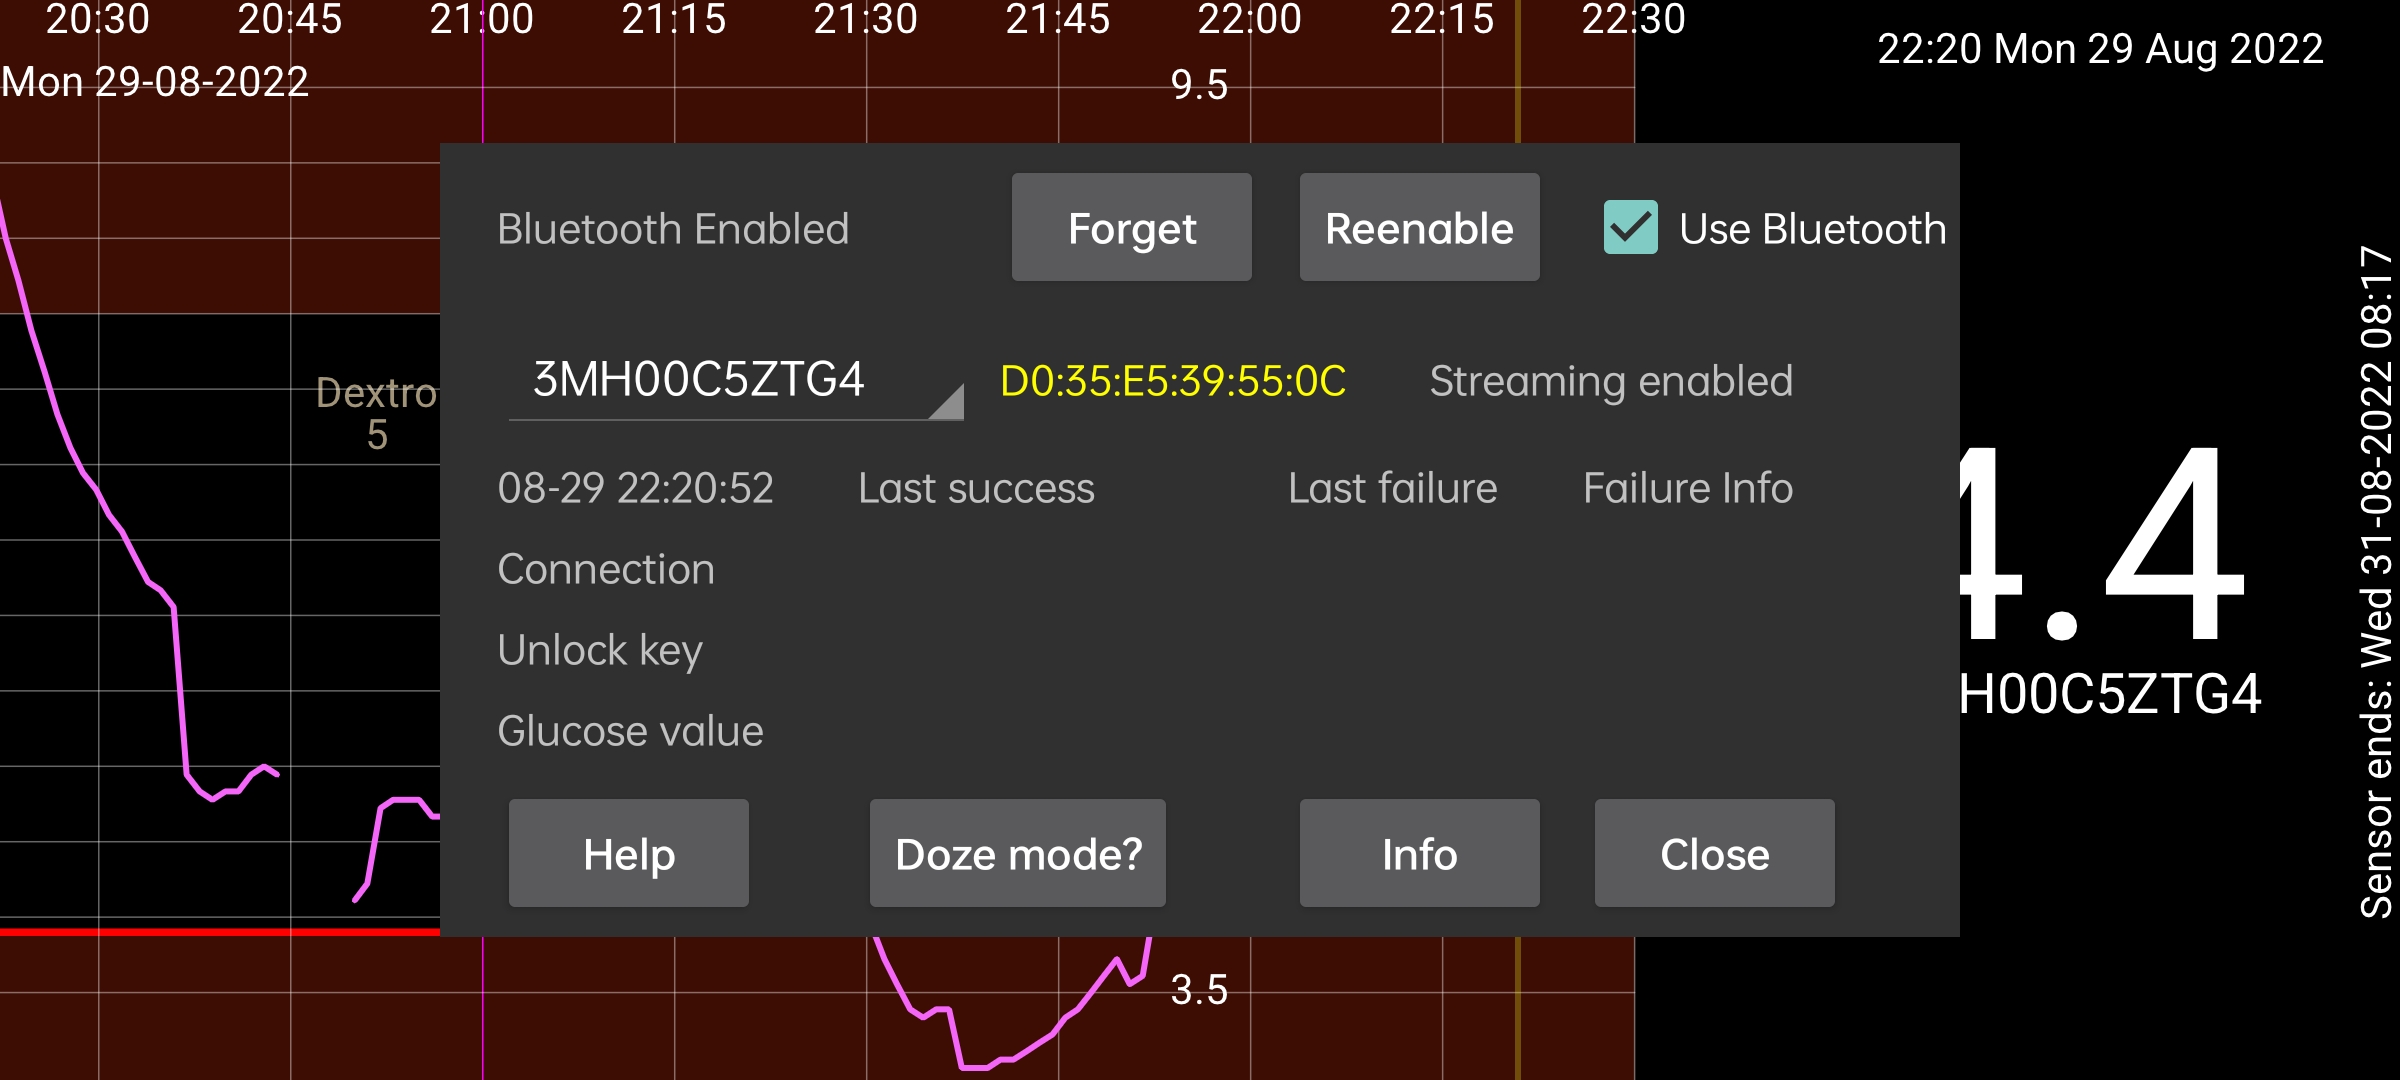 20:30 20:45 21:00 21:15 21:30 21:45 22:00 22:15 22:30
22:20 Mon 29 Aug 2022
Mon 29-08-2022
9.5
Bluetooth Enabled Forget Reenable Use Bluetooth
3MH00C5ZTG4 D0:35:E5:39:55:0C Streaming enabled
Dextro
5
08-29 22:20:52 Last success Last failure Failure Info
Connection
4.4
Unlock key
H00C5ZTG4
Glucose value
Help Doze mode? Info Close
3.5
Sensor ends: Wed 31-08-2022 08:17